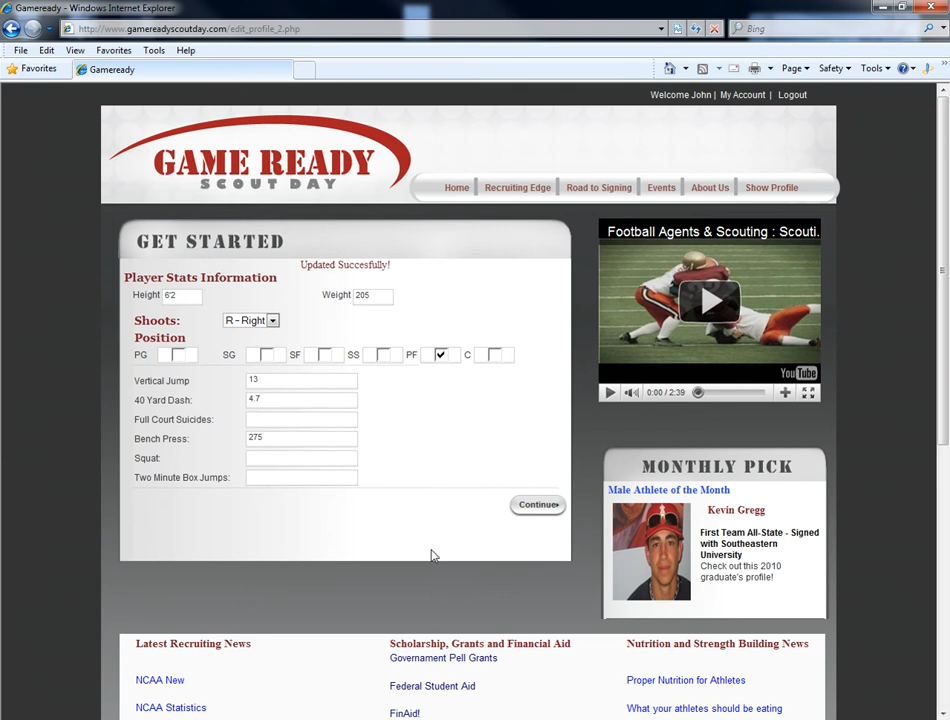 Gameready - Windows Internet Explorer
http://www.gamereadyscoutday.com/edit_profile_2.php
Bing
File Edit View Favorites Tools Help
Favorites Gameready Page Safety Tools
Welcome John | My Account | Logout
GAME READY
SCOUT DAY
Home Recruiting Edge Road to Signing Events About Us Show Profile
GET STARTED
Updated Succesfully!
Player Stats Information
Height 6'2 Weight 205
Shoots: R - Right
Position
PG SG SF SS PF C
Vertical Jump 13
40 Yard Dash: 4.7
Full Court Suicides:
Bench Press: 275
Squat:
Two Minute Box Jumps:
Continue
Football Agents & Scouting : Scouti.
YouTube
0:00 / 2:39
MONTHLY PICK
Male Athlete of the Month
Kevin Gregg
First Team All-State - Signed
with Southeastern
University
Check out this 2010
graduate's profile!
Latest Recruiting News
NCAA New
NCAA Statistics
Scholarship, Grants and Financial Aid
Governament Pell Grants
Federal Student Aid
FinAid!
Nutrition and Strength Building News
Proper Nutrition for Athletes
What your athletes should be eating